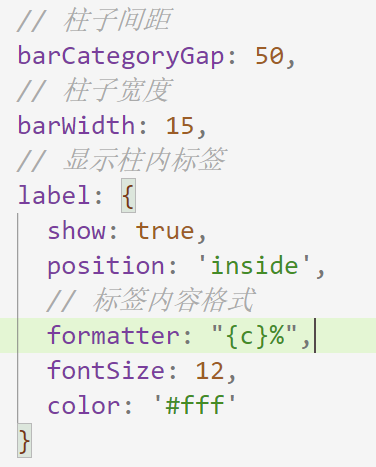 // 柱子间距
barCategoryGap: 50,
// 柱子宽度
barWidth: 15,
// 显示柱内标签
label: {
  show: true,
  position: 'inside',
  // 标签内容格式
  formatter: "{c}%",
  fontSize: 12,
  color: '#fff'
}